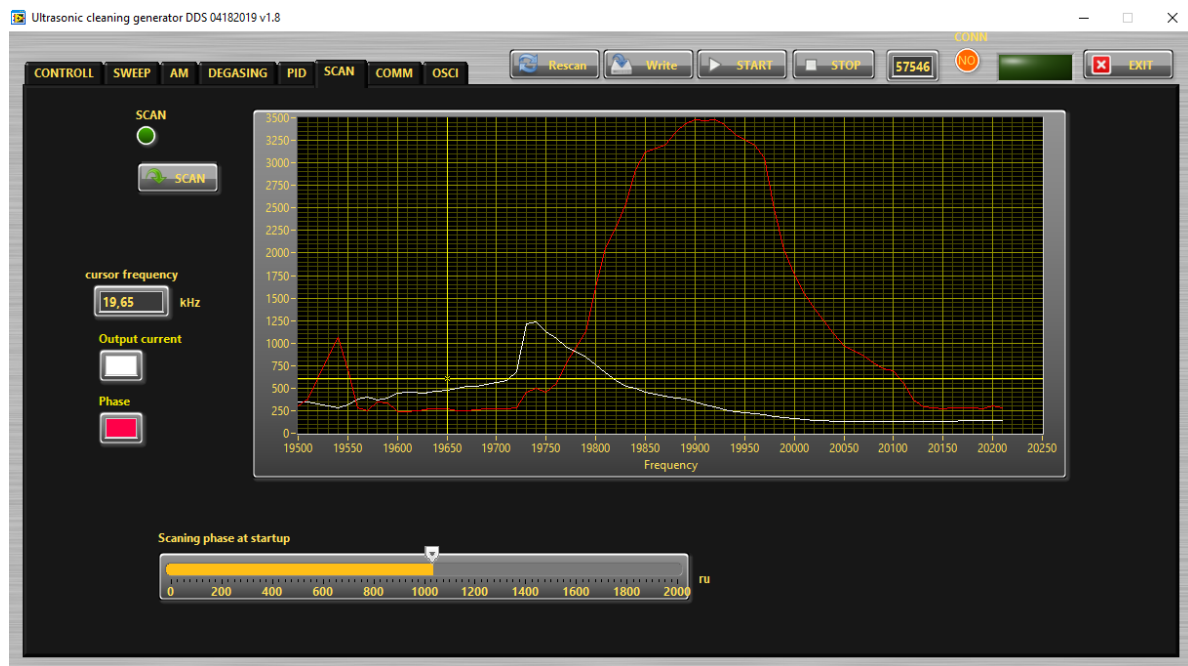 Ultrasonic cleaning generator DDS 04182019 v1.8
CONTROLL SWEEP AM DEGASING PID SCAN COMM OSCI
Rescan Write START STOP 57546 CONN NO EXIT
SCAN
SCAN
cursor frequency
19,65 kHz
Output current
Phase
3500
3250
3000
2750
2500
2250
2000
1750
1500
1250
1000
750
500
250
0
19500 19550 19600 19650 19700 19750 19800 19850 19900 19950 20000 20050 20100 20150 20200 20250
Frequency
Scaning phase at startup
0 200 400 600 800 1000 1200 1400 1600 1800 2000
ru